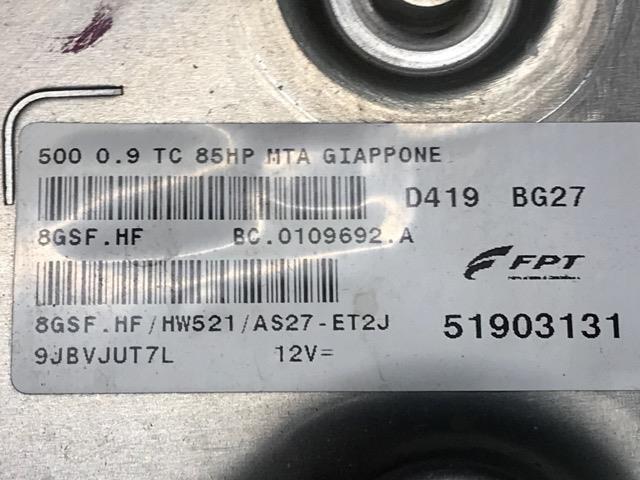 500 0.9 TC 85HP MTA GIAPPONE
D419 BG27
8GSF.HF BC.0109692.A
FPT
8GSF.HF/HW521/AS27-ET2J
51903131
9JBVJUT7L 12V=